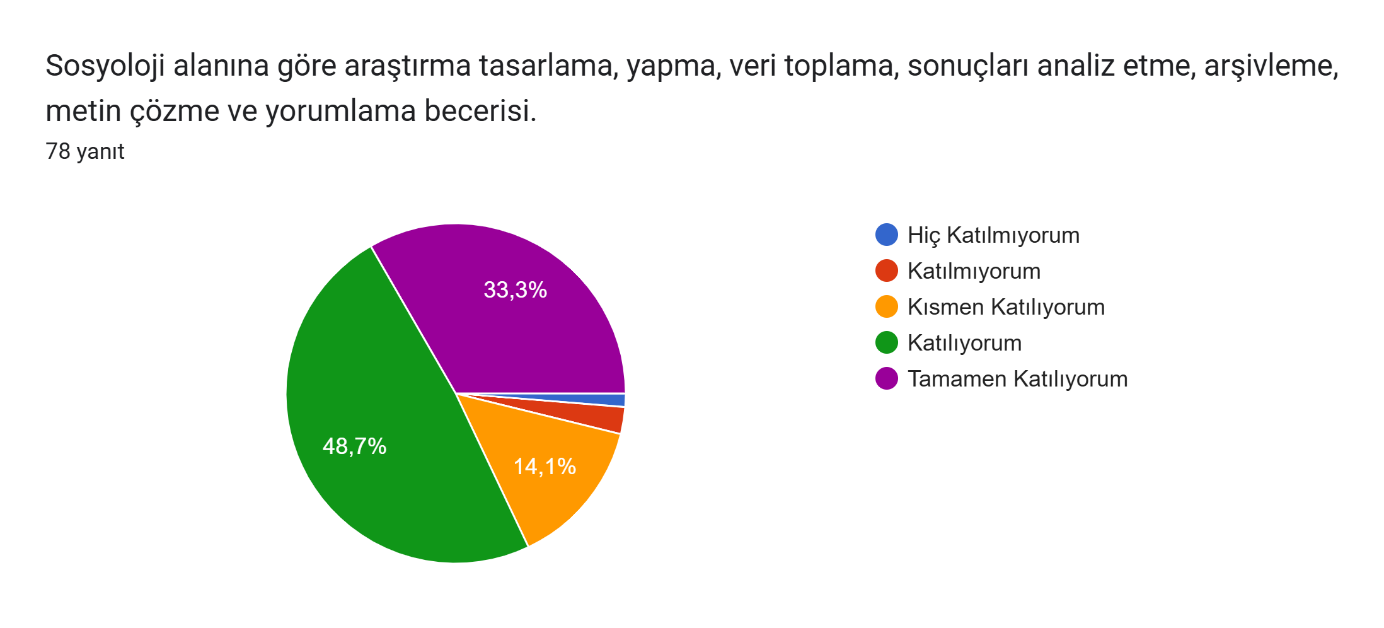 Sosyoloji alanına göre araştırma tasarlama, yapma, veri toplama, sonuçları analiz etme, arşivleme,
metin çözme ve yorumlama becerisi.
78 yanıt
33,3%
48,7%
14,1%
Hiç Katılmıyorum
Katılmıyorum
Kısmen Katılıyorum
Katılıyorum
Tamamen Katılıyorum